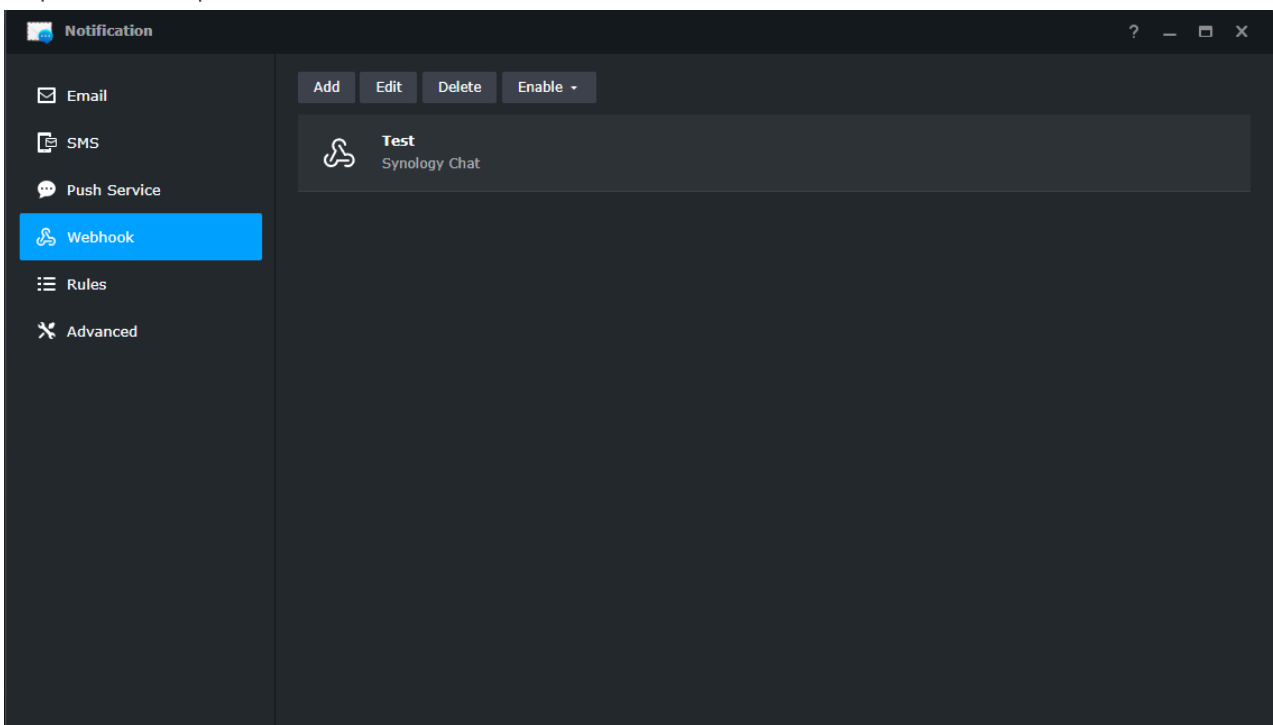 Notification
?
Email
SMS
Push Service
Webhook
Rules
Advanced
Add Edit Delete Enable
Test
Synology Chat